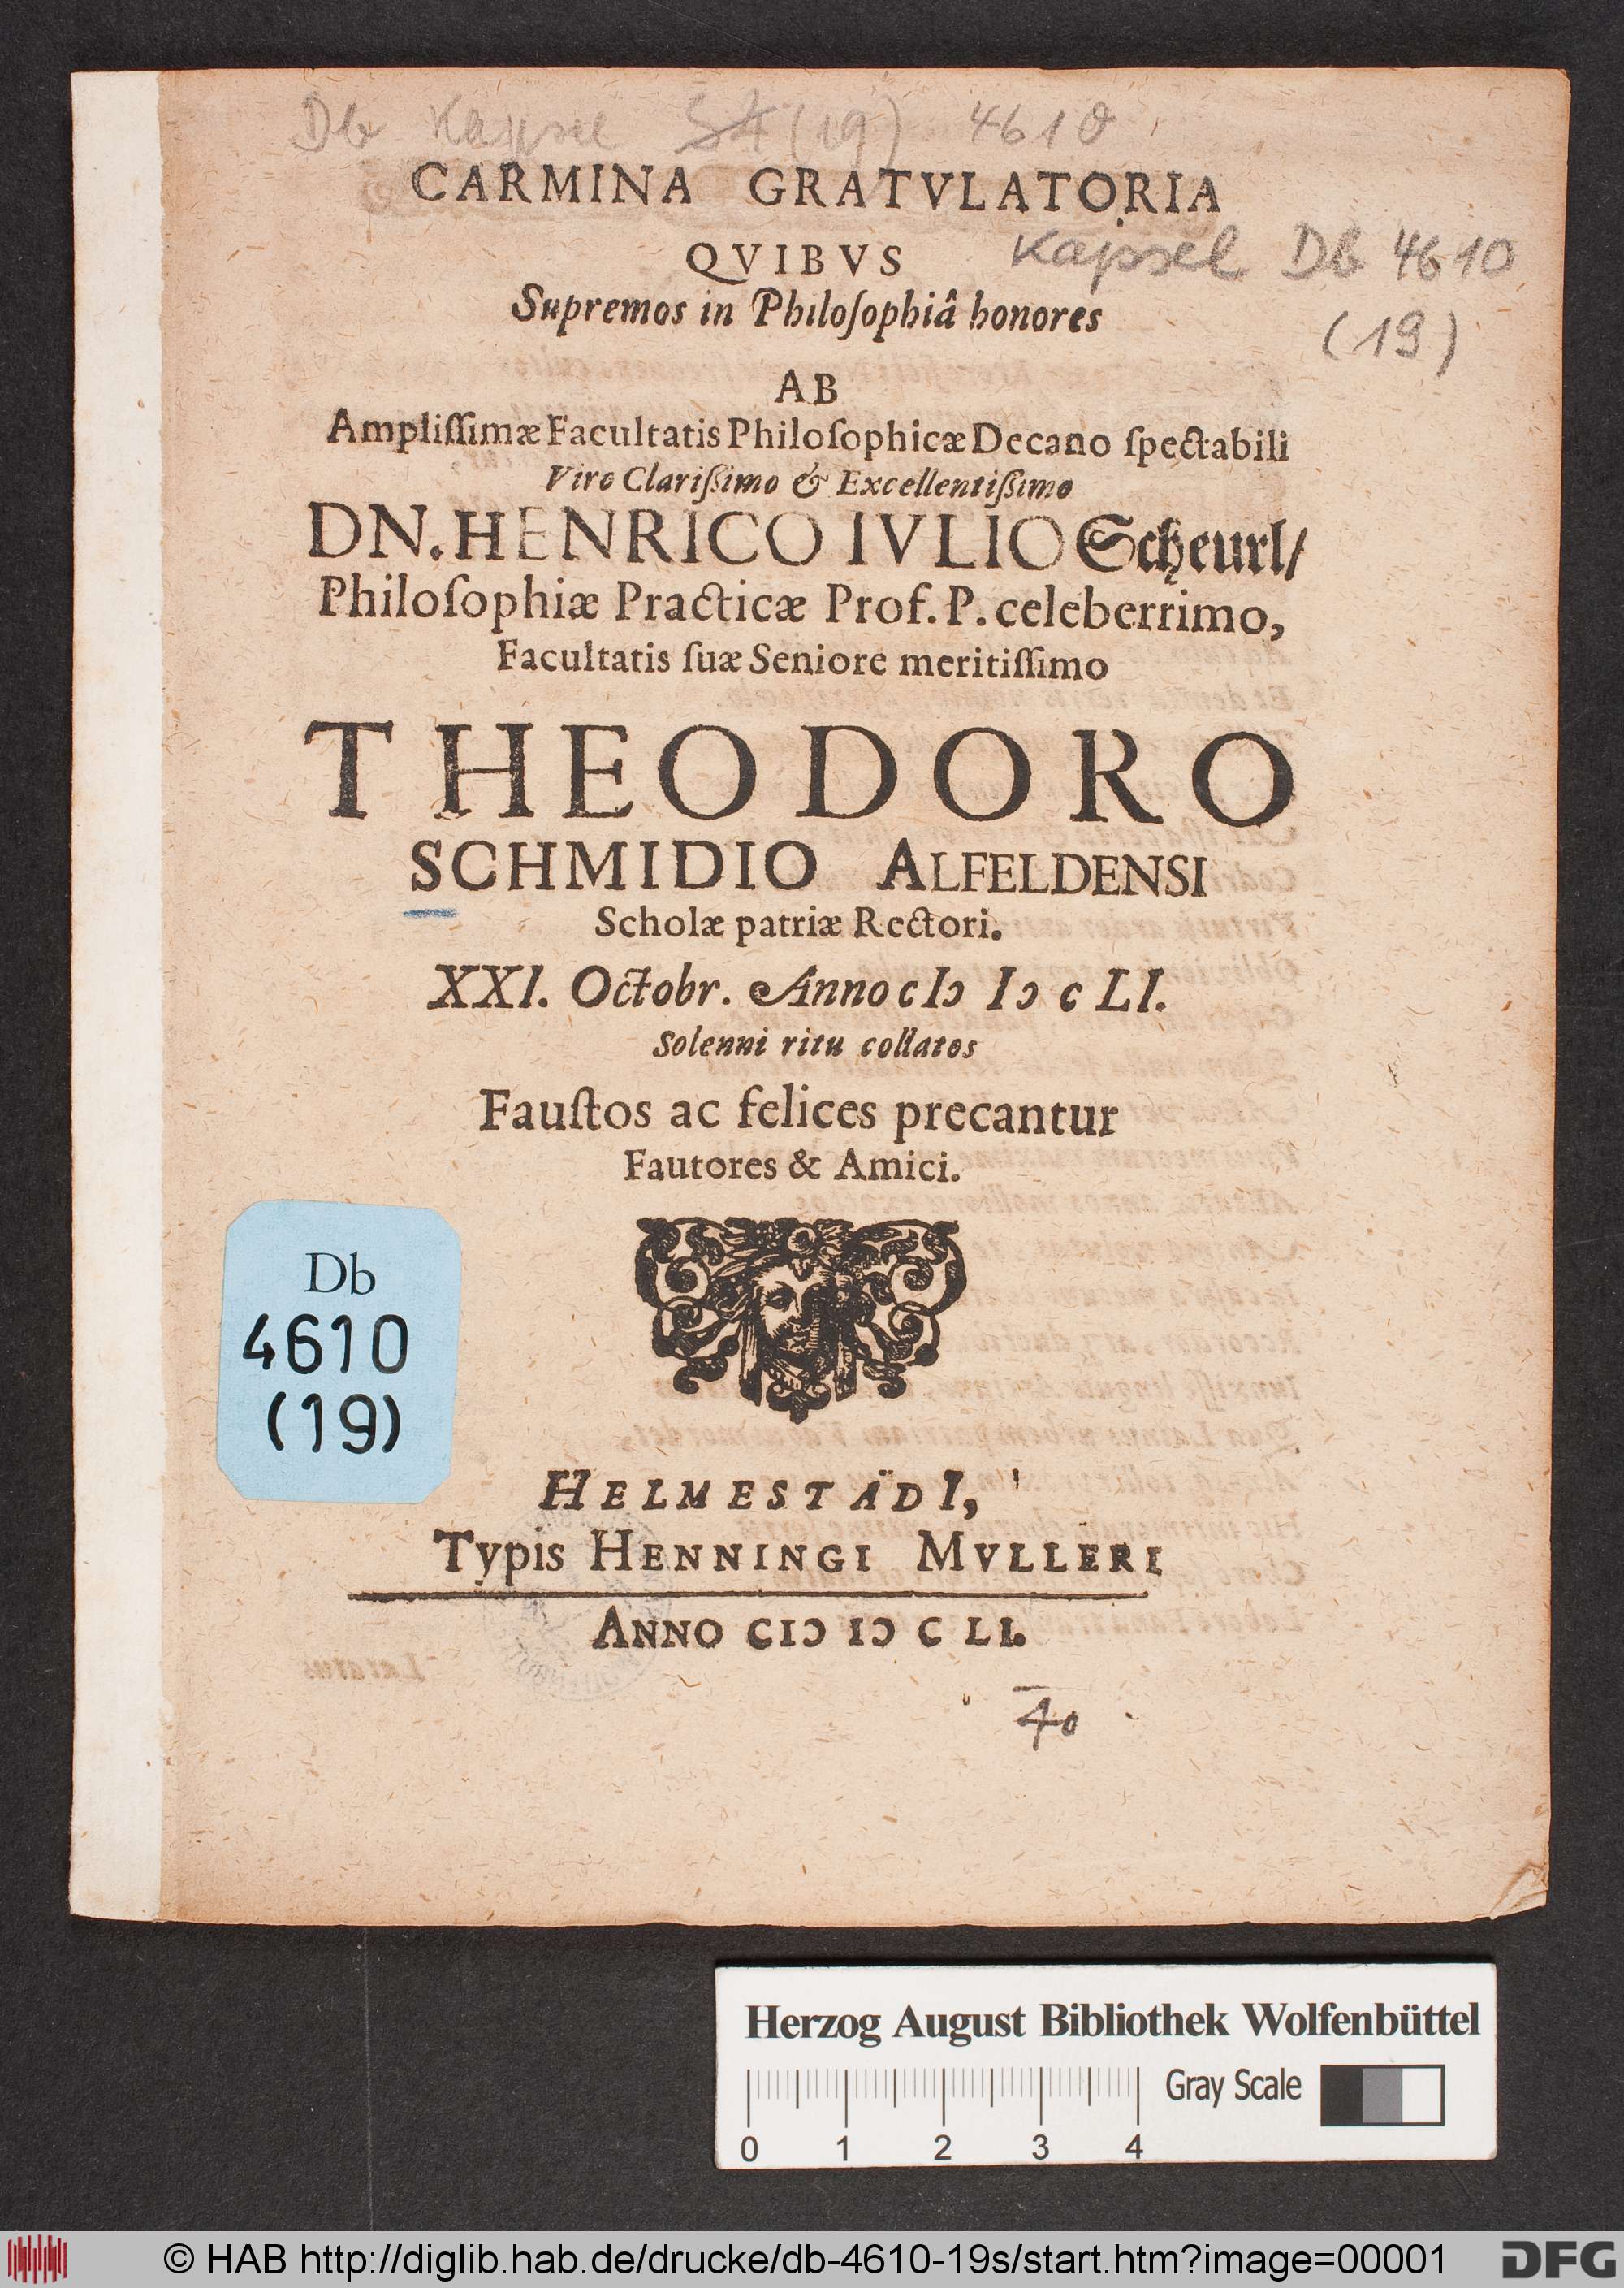 Db Kapsel 34 (19) 4610
CARMINA GRATVLATORIA
QVIBVS
Kapsel Db 4610
(19)
Supremos in Philoſophiâ honores
AB
Ampliſſimæ Facultatis Philoſophicæ Decano ſpectabili
Viro Clariſſimo & Excellentiſſimo
DN. HENRICO IVLIO Scheurl/
Philoſophiæ Practicæ Prof. P. celeberrimo,
Facultatis ſuæ Seniore meritiſſimo
THEODORO
SCHMIDIO ALFELDENSI
Scholæ patriæ Rectori.
XXI. Octobr. Anno cIɔ Iɔ c LI.
Solenni ritu collatos
Fauſtos ac felices precantur
Fautores & Amici.
Db
4610
(19)
HELMESTÄDI,
Typis HENNINGI MVLLERI
ANNO CIƆ IƆ C LI.
40
Herzog August Bibliothek Wolfenbüttel
Gray Scale
0 1 2 3 4
© HAB http://diglib.hab.de/drucke/db-4610-19s/start.htm?image=00001
DFG